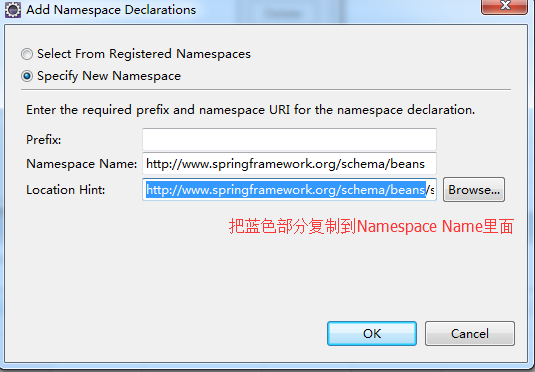 Add Namespace Declarations
Select From Registered Namespaces
Specify New Namespace
Enter the required prefix and namespace URI for the namespace declaration.
Prefix:
Namespace Name: http://www.springframework.org/schema/beans
Location Hint: http://www.springframework.org/schema/beans/s Browse...
把蓝色部分复制到Namespace Name里面
OK Cancel